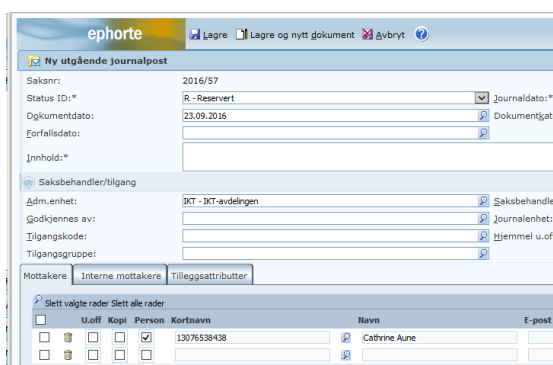 ephorte Lagre Lagre og nytt dokument Avbryt
Ny utgående journalpost
Saksnr: 2016/57
Status ID:* R - Reservert Journaldato:*
Dokumentdato: 23.09.2016 Dokumentkat
Forfallsdato:
Innhold:*
Saksbehandler/tilgang
Adm.enhet: IKT - IKT-avdelingen Saksbehandle
Godkjennes av: Journalenhet:
Tilgangskode: Hjemmel u.of
Tilgangsgruppe:
Mottakere Interne mottakere Tilleggsattributter
Slett valgte rader Slett alle rader
U.off Kopi Person Kortnavn Navn E-post
13076538438 Cathrine Aune